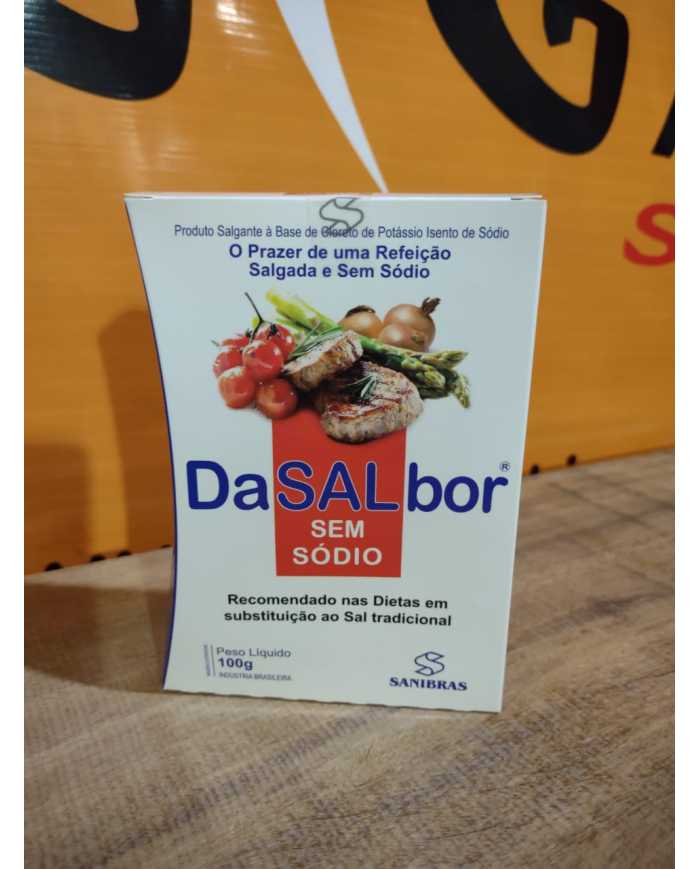 Produto Salgante à Base de Cloreto de Potássio Isento de Sódio
O Prazer de uma Refeição
Salgada e Sem Sódio
DaSALbor®
SEM
SÓDIO
Recomendado nas Dietas em
substituição ao Sal tradicional
Peso Líquido
100g
INDÚSTRIA BRASILEIRA
SANIBRAS